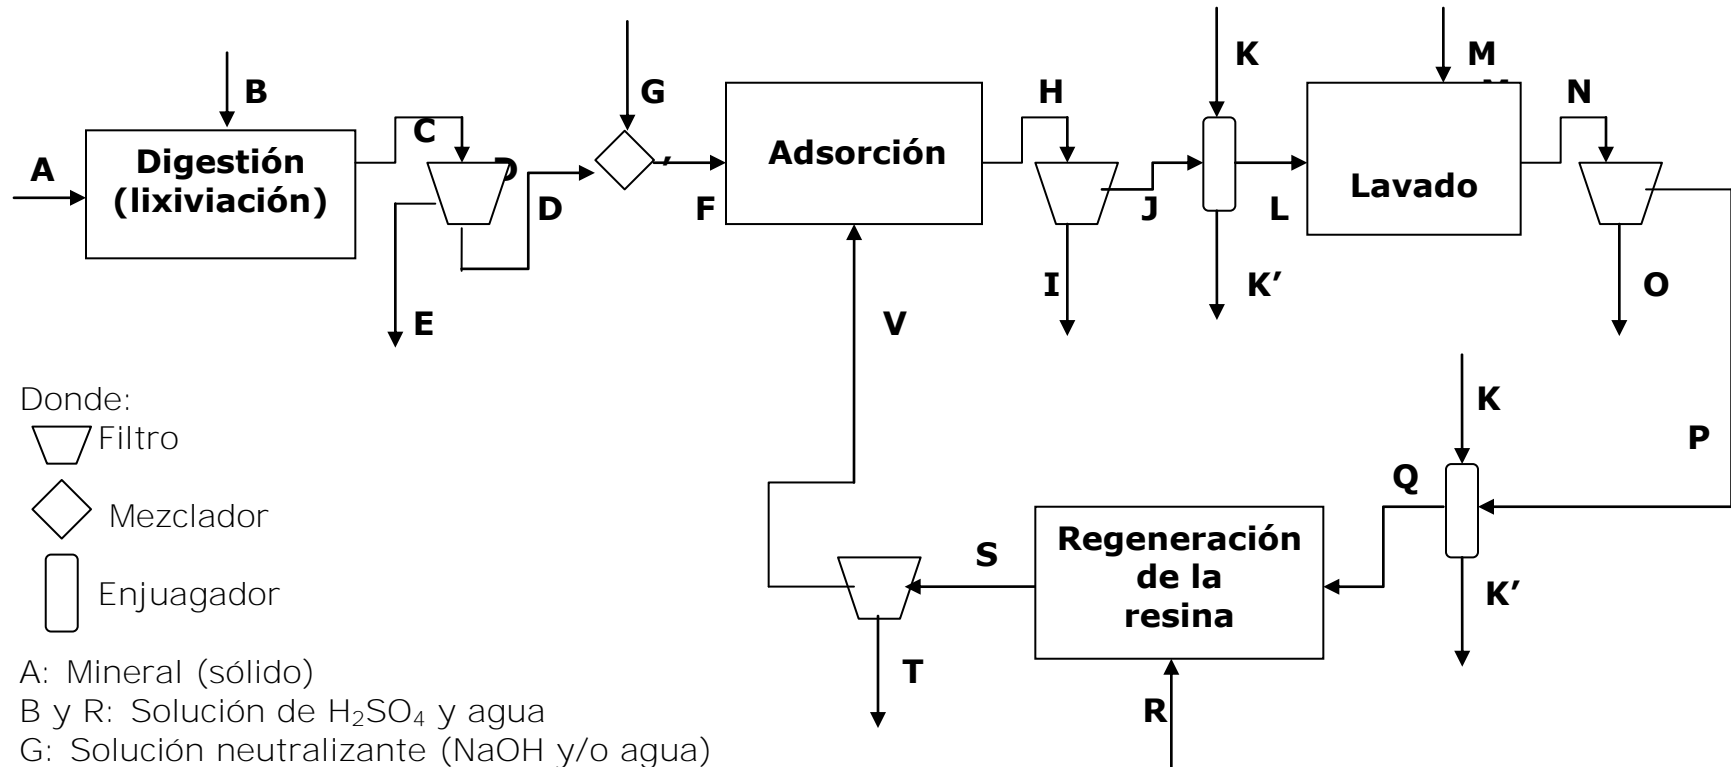 B
G
K
M
H
N
C
A
Digestión
(lixiviación)
D
D
F
Adsorción
J
L
Lavado
E
I
K’
O
V
Donde:
Filtro
Mezclador
Enjuagador
K
P
Q
S
Regeneración
de la
resina
K’
T
R
A: Mineral (sólido)
B y R: Solución de H₂SO₄ y agua
G: Solución neutralizante (NaOH y/o agua)